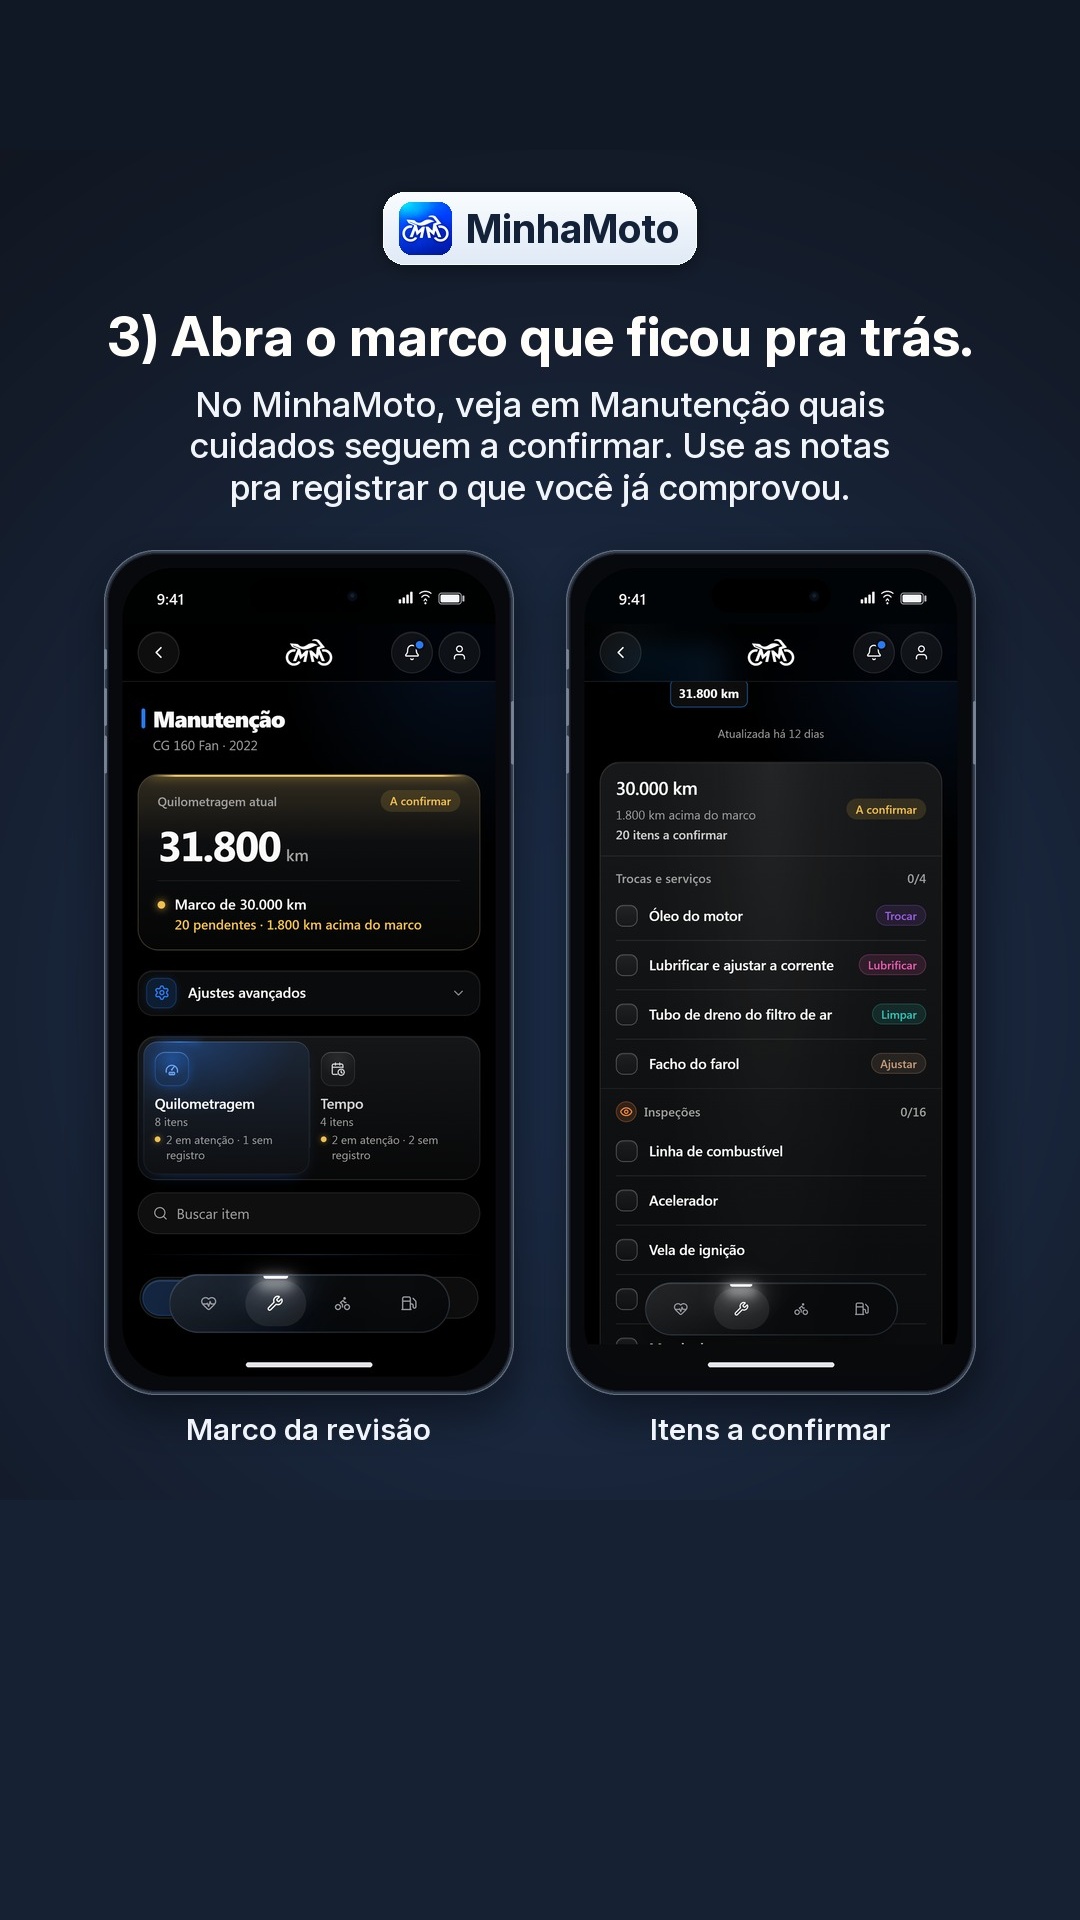 MinhaMoto
3) Abra o marco que ficou pra trás.
No MinhaMoto, veja em Manutenção quais
cuidados seguem a confirmar. Use as notas
pra registrar o que você já comprovou.
9:41
Manutenção
CG 160 Fan · 2022
Quilometragem atual
A confirmar
31.800 km
Marco de 30.000 km
20 pendentes · 1.800 km acima do marco
Ajustes avançados
Quilometragem
8 itens
2 em atenção · 1 sem
registro
Tempo
4 itens
2 em atenção · 2 sem
registro
Buscar item
Marco da revisão
9:41
31.800 km
Atualizada há 12 dias
30.000 km
1.800 km acima do marco
20 itens a confirmar
A confirmar
Trocas e serviços 0/4
Óleo do motor Trocar
Lubrificar e ajustar a corrente Lubrificar
Tubo de dreno do filtro de ar Limpar
Facho do farol Ajustar
Inspeções 0/16
Linha de combustível
Acelerador
Vela de ignição
Itens a confirmar